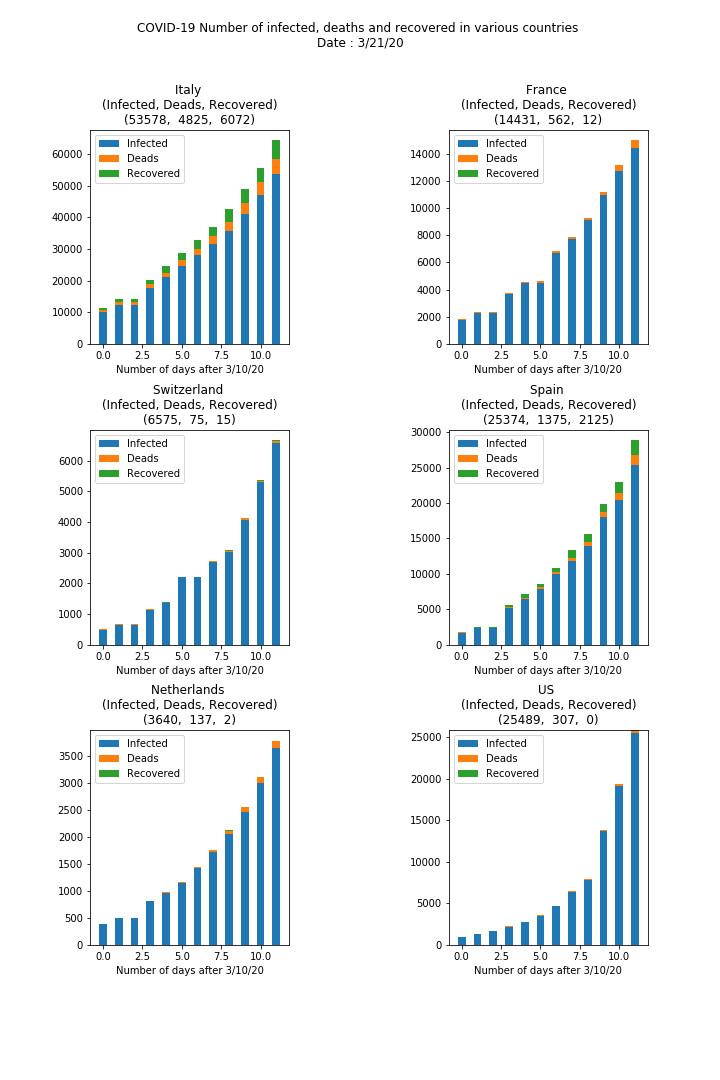 COVID-19 Number of infected, deaths and recovered in various countries
Date : 3/21/20
Italy
(Infected, Deads, Recovered)
(53578, 4825, 6072)
Infected
Deads
Recovered
60000
50000
40000
30000
20000
10000
0
0.0 2.5 5.0 7.5 10.0
Number of days after 3/10/20
France
(Infected, Deads, Recovered)
(14431, 562, 12)
Infected
Deads
Recovered
14000
12000
10000
8000
6000
4000
2000
0
0.0 2.5 5.0 7.5 10.0
Number of days after 3/10/20
Switzerland
(Infected, Deads, Recovered)
(6575, 75, 15)
Infected
Deads
Recovered
6000
5000
4000
3000
2000
1000
0
0.0 2.5 5.0 7.5 10.0
Number of days after 3/10/20
Spain
(Infected, Deads, Recovered)
(25374, 1375, 2125)
30000
Infected
Deads
Recovered
25000
20000
15000
10000
5000
0
0.0 2.5 5.0 7.5 10.0
Number of days after 3/10/20
Netherlands
(Infected, Deads, Recovered)
(3640, 137, 2)
Infected
Deads
Recovered
3500
3000
2500
2000
1500
1000
500
0
0.0 2.5 5.0 7.5 10.0
Number of days after 3/10/20
US
(Infected, Deads, Recovered)
(25489, 307, 0)
25000
Infected
Deads
Recovered
20000
15000
10000
5000
0
0.0 2.5 5.0 7.5 10.0
Number of days after 3/10/20